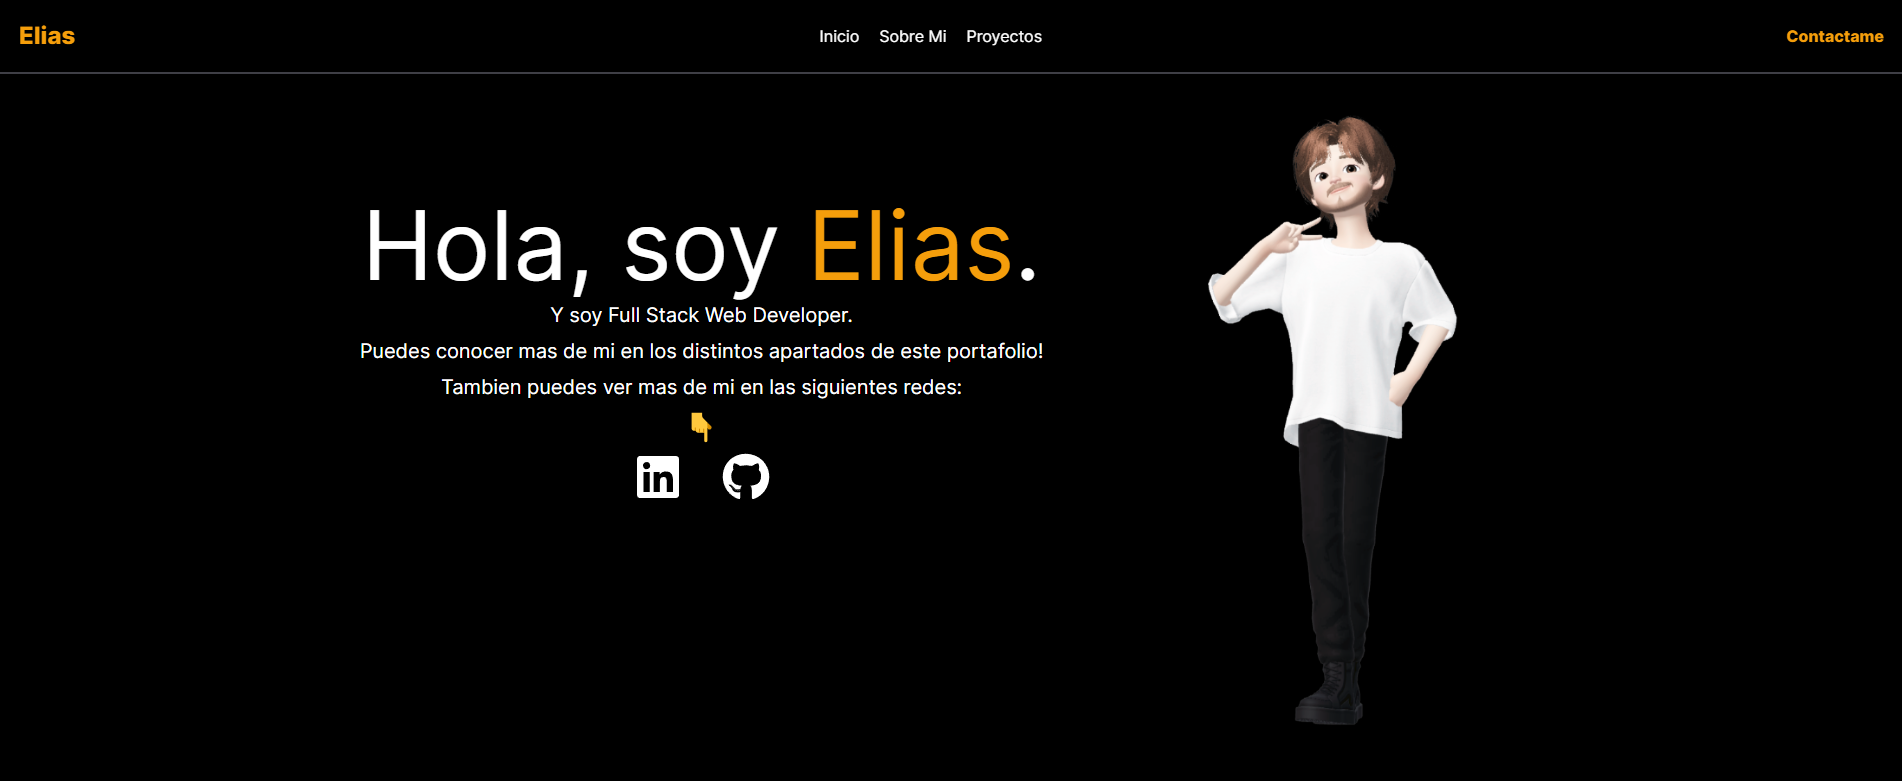 Elias
Inicio Sobre Mi Proyectos
Contactame
Hola, soy Elias.
Y soy Full Stack Web Developer.
Puedes conocer mas de mi en los distintos apartados de este portafolio!
Tambien puedes ver mas de mi en las siguientes redes:
in